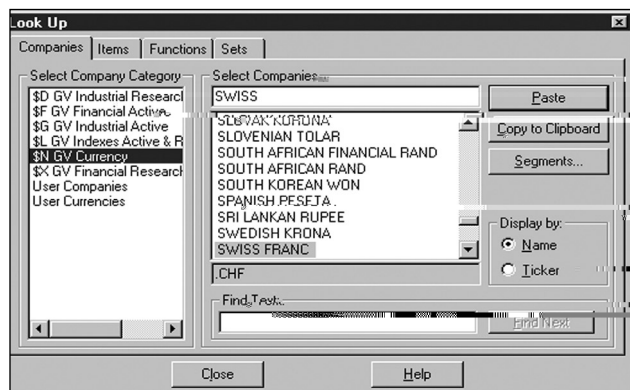 Look Up
Companies Items Functions Sets
Select Company Category
$D GV Industrial Research
$F GV Financial Active
$G GV Industrial Active
$L GV Indexes Active & R
$N GV Currency
$X GV Financial Research
User Companies
User Currencies
Select Companies
SWISS
SLOVAK KORUNA
SLOVENIAN TOLAR
SOUTH AFRICAN FINANCIAL RAND
SOUTH AFRICAN RAND
SOUTH KOREAN WON
SPANISH PESETA
SRI LANKAN RUPEE
SWEDISH KRONA
SWISS FRANC
.CHF
Find Text
Paste
Copy to Clipboard
Segments...
Display by:
Name
Ticker
Find Next
Close Help